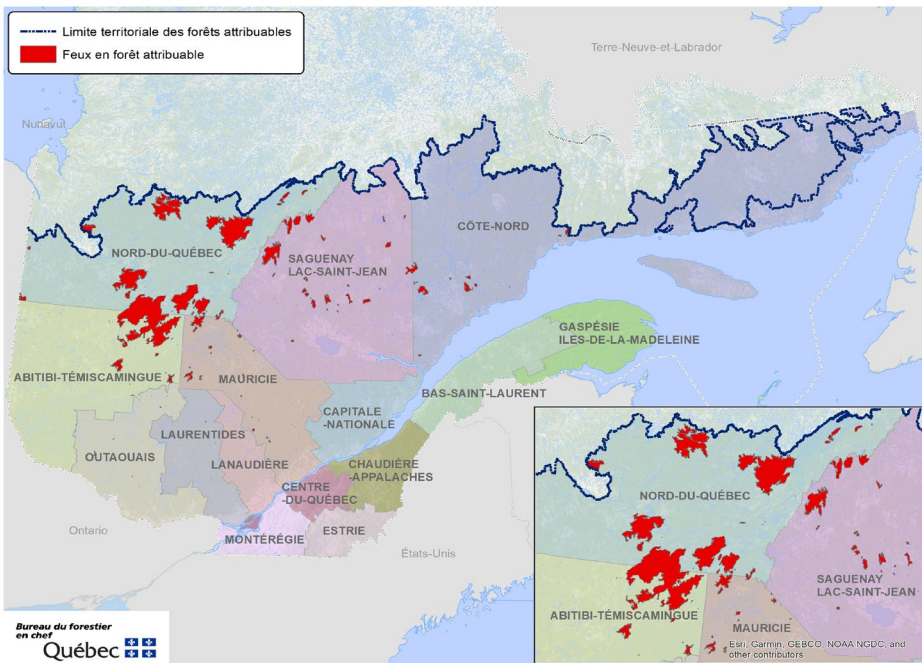 Limite territoriale des forêts attribuables
Feux en forêt attribuable
Terre-Neuve-et-Labrador
Nunavut
CÔTE-NORD
NORD-DU-QUÉBEC
SAGUENAY
LAC-SAINT-JEAN
GASPÉSIE
ILES-DE-LA-MADELEINE
ABITIBI-TÉMISCAMINGUE
MAURICIE
BAS-SAINT-LAURENT
CAPITALE
-NATIONALE
LAURENTIDES
OUTAOUAIS
LANAUDIÈRE
CHAUDIÈRE
-APPALACHES
CENTRE
-DU-QUÉBEC
Ontario
MONTÉRÉGIE
ESTRIE
États-Unis
NORD-DU-QUÉBEC
SAGUENAY
LAC-SAINT-JEAN
ABITIBI-TÉMISCAMINGUE
MAURICIE
Esri, Garmin, GEBCO, NOAA NGDC, and
other contributors
Bureau du forestier
en chef
Québec